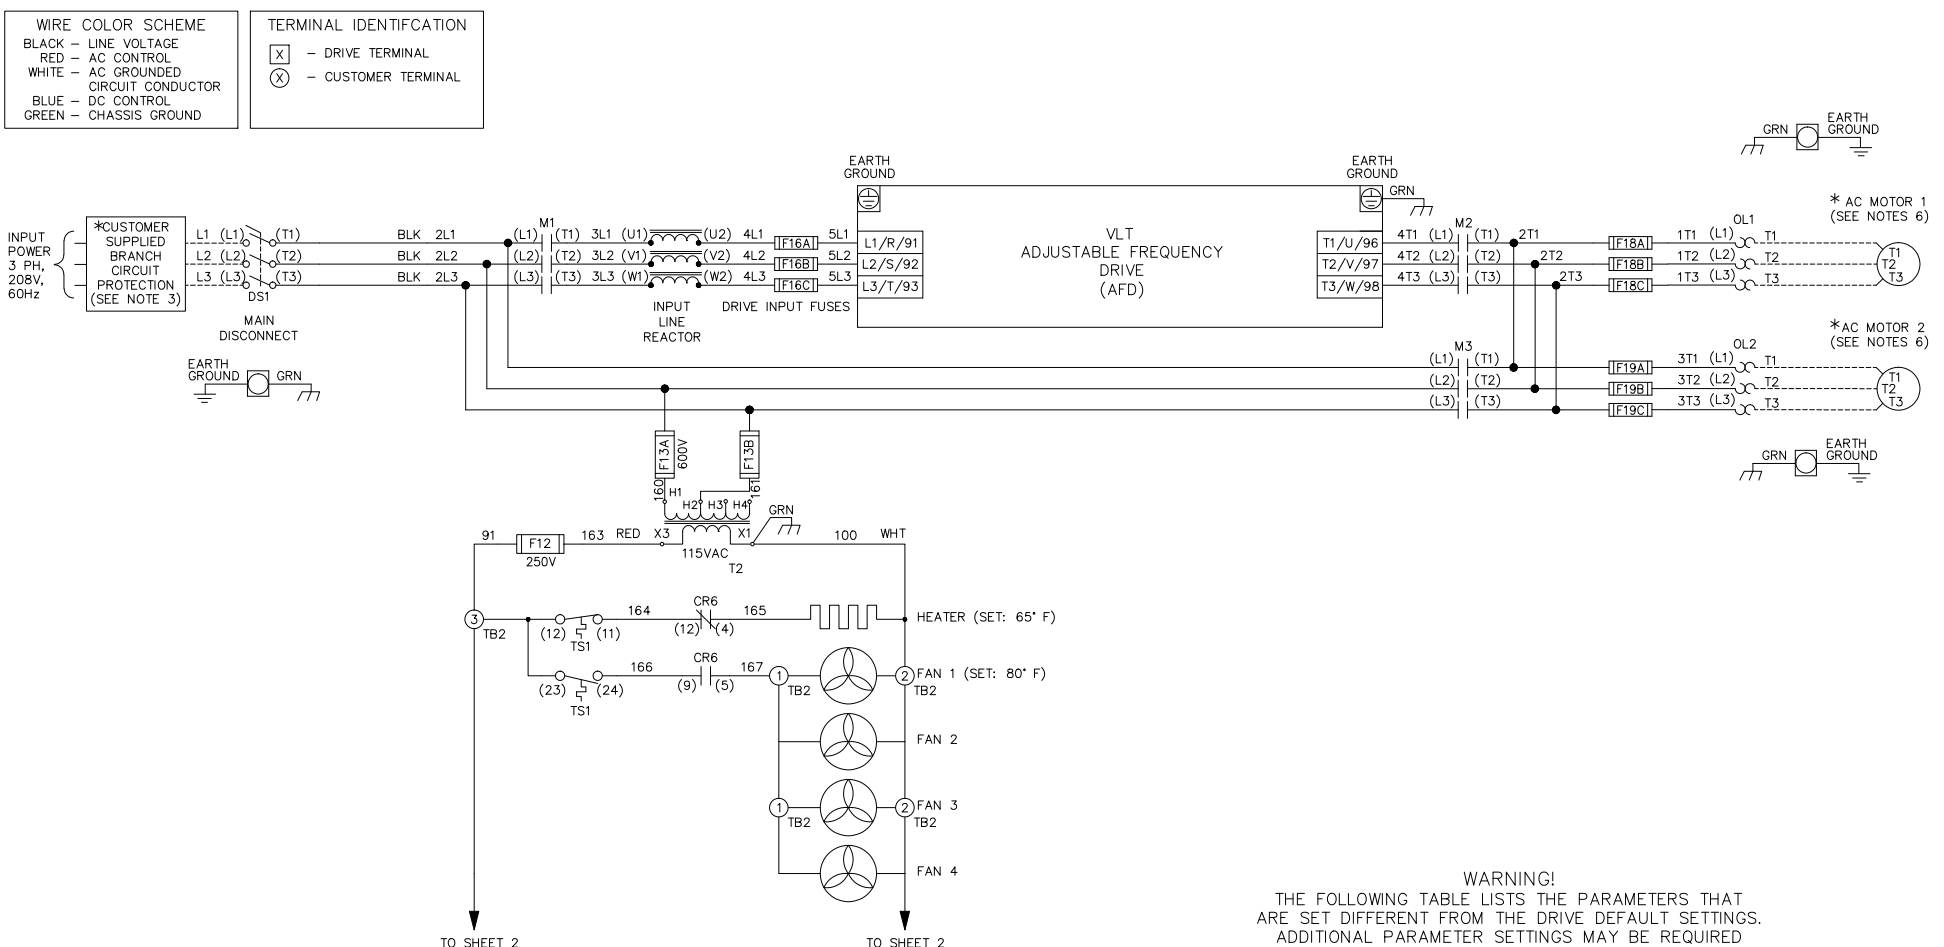 WIRE COLOR SCHEME
BLACK – LINE VOLTAGE
RED – AC CONTROL
WHITE – AC GROUNDED
CIRCUIT CONDUCTOR
BLUE – DC CONTROL
GREEN – CHASSIS GROUND
TERMINAL IDENTIFCATION
X – DRIVE TERMINAL
X – CUSTOMER TERMINAL
GRN
EARTH
GROUND
EARTH
GROUND
EARTH
GROUND
GRN
INPUT
POWER
3 PH,
208V,
60Hz
*CUSTOMER
SUPPLIED
BRANCH
CIRCUIT
PROTECTION
(SEE NOTE 3)
L1 (L1) (T1) BLK 2L1 (L1) M1 (T1) 3L1 (U1) (U2) 4L1 F16A 5L1 L1/R/91
L2 (L2) (T2) BLK 2L2 (L2) (T2) 3L2 (V1) (V2) 4L2 F16B 5L2 L2/S/92
L3 (L3) (T3) BLK 2L3 (L3) (T3) 3L3 (W1) (W2) 4L3 F16C 5L3 L3/T/93
DS1
MAIN
DISCONNECT
INPUT
LINE
REACTOR
DRIVE INPUT FUSES
VLT
ADJUSTABLE FREQUENCY
DRIVE
(AFD)
T1/U/96 4T1 (L1) M2 (T1) 2T1 F18A 1T1 (L1) OL1 T1
T2/V/97 4T2 (L2) (T2) 2T2 F18B 1T2 (L2) T2
T3/W/98 4T3 (L3) (T3) 2T3 F18C 1T3 (L3) T3
* AC MOTOR 1
(SEE NOTES 6)
T1
T2
T3
EARTH
GROUND
GRN
M3
(L1) (T1) F19A 3T1 (L1) OL2 T1
(L2) (T2) F19B 3T2 (L2) T2
(L3) (T3) F19C 3T3 (L3) T3
*AC MOTOR 2
(SEE NOTES 6)
T1
T2
T3
GRN
EARTH
GROUND
F13A
600V
F13B
160
H1
H2
H3
H4
161
GRN
91 F12 163 RED X3 X1 100 WHT
250V
115VAC
T2
3
TB2
(12) (11) 164 CR6 (12) (4) 165 HEATER (SET: 65° F)
TS1
(23) (24) 166 CR6 (9) (5) 167 1 2 FAN 1 (SET: 80° F)
TS1
TB2
TB2
FAN 2
1 2 FAN 3
TB2
TB2
FAN 4
TO SHEET 2
TO SHEET 2
WARNING!
THE FOLLOWING TABLE LISTS THE PARAMETERS THAT
ARE SET DIFFERENT FROM THE DRIVE DEFAULT SETTINGS.
ADDITIONAL PARAMETER SETTINGS MAY BE REQUIRED